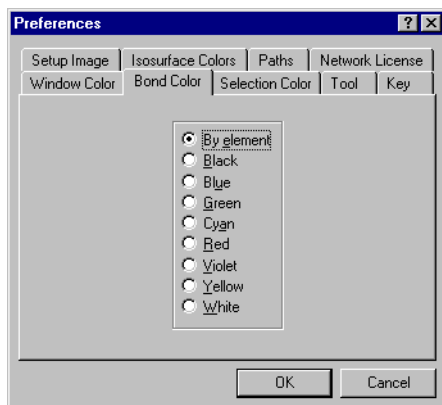 Preferences
Setup Image Isosurface Colors Paths Network License
Window Color Bond Color Selection Color Tool Key
By element
Black
Blue
Green
Cyan
Red
Violet
Yellow
White
OK Cancel